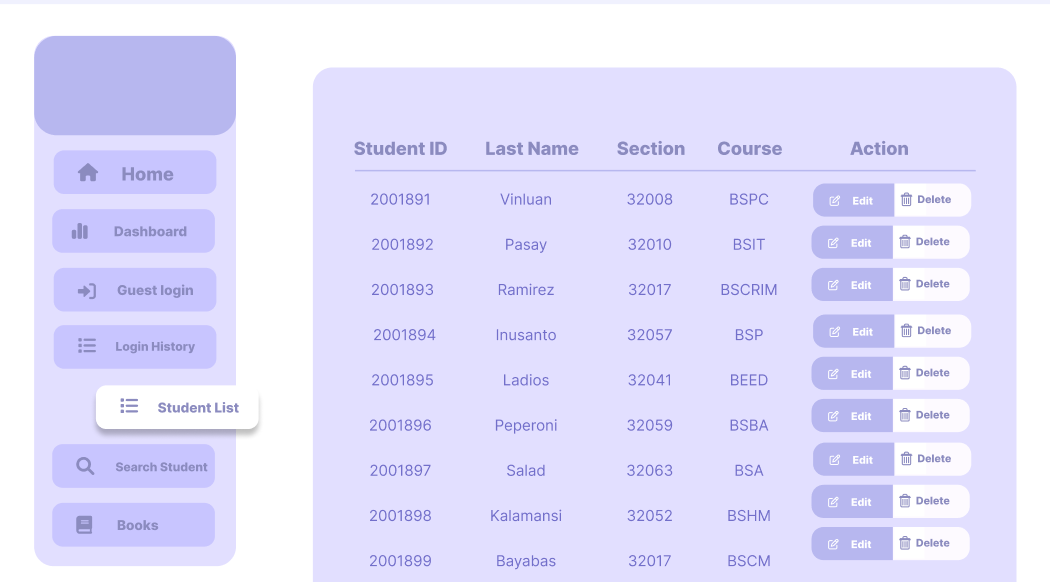 Home
Dashboard
Guest login
Login History
Student List
Search Student
Books
Student ID Last Name Section Course Action
2001891 Vinluan 32008 BSPC Edit Delete
2001892 Pasay 32010 BSIT Edit Delete
2001893 Ramirez 32017 BSCRIM Edit Delete
2001894 Inusanto 32057 BSP Edit Delete
2001895 Ladios 32041 BEED Edit Delete
2001896 Peperoni 32059 BSBA Edit Delete
2001897 Salad 32063 BSA Edit Delete
2001898 Kalamansi 32052 BSHM Edit Delete
2001899 Bayabas 32017 BSCM Edit Delete